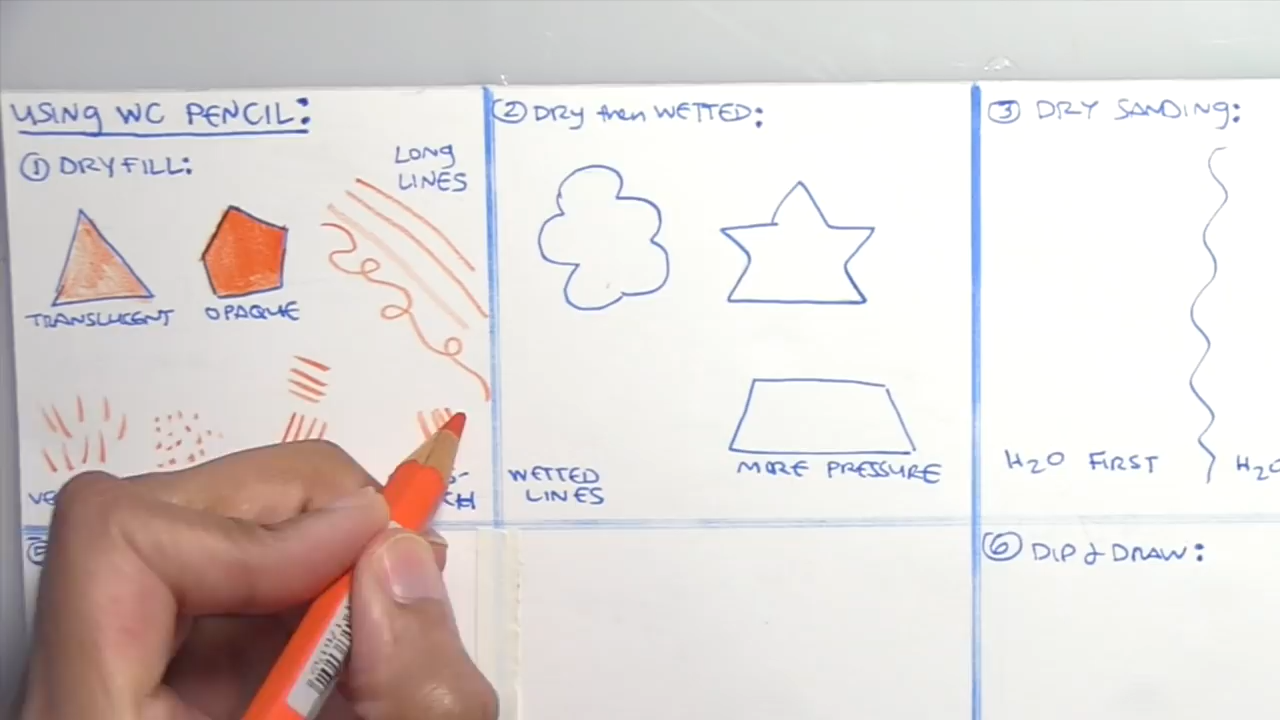 USING WC PENCIL:
① DRY FILL:
LONG
LINES
TRANSLUCENT
OPAQUE
② DRY then WETTED:
WETTED
LINES
MORE PRESSURE
③ DRY SANDING:
H2O FIRST
⑥ DIP & DRAW: